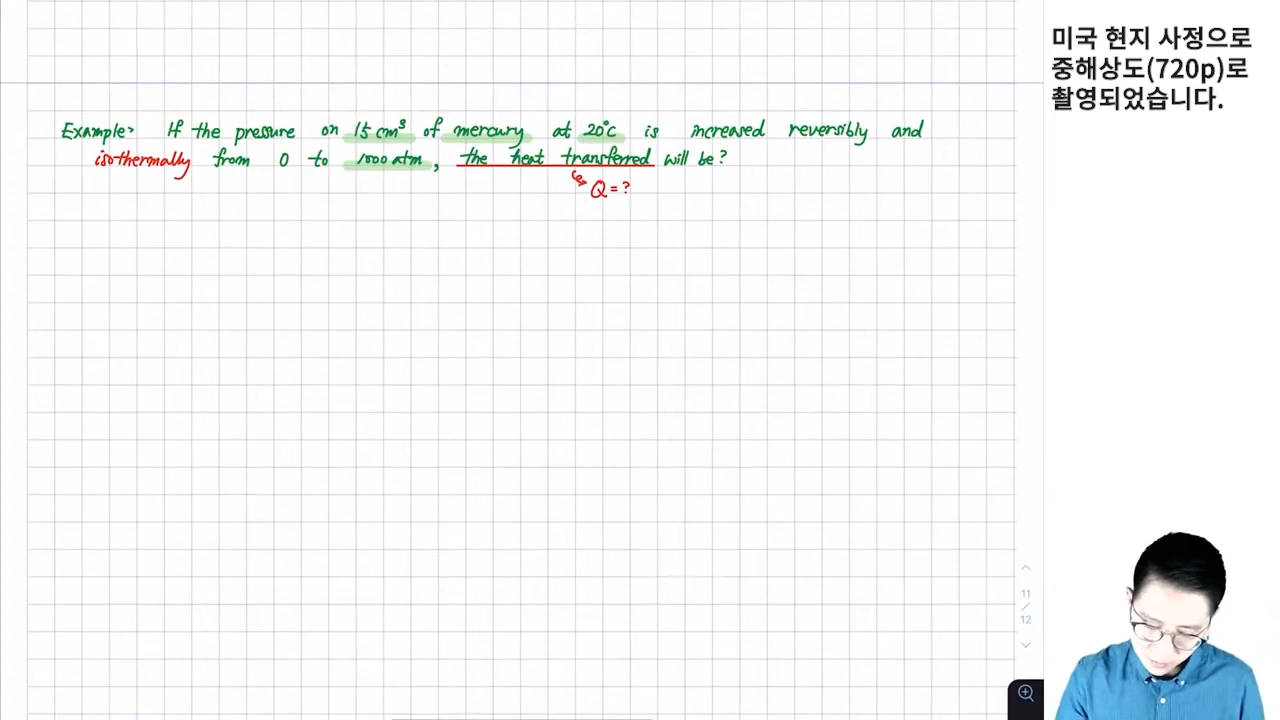 Example> If the pressure on 15 cm³ of mercury at 20°C is increased reversibly and
isothermally from 0 to 1000 atm, the heat transferred will be?
Q = ?
미국 현지 사정으로
중해상도(720p)로
촬영되었습니다.
11
/
12